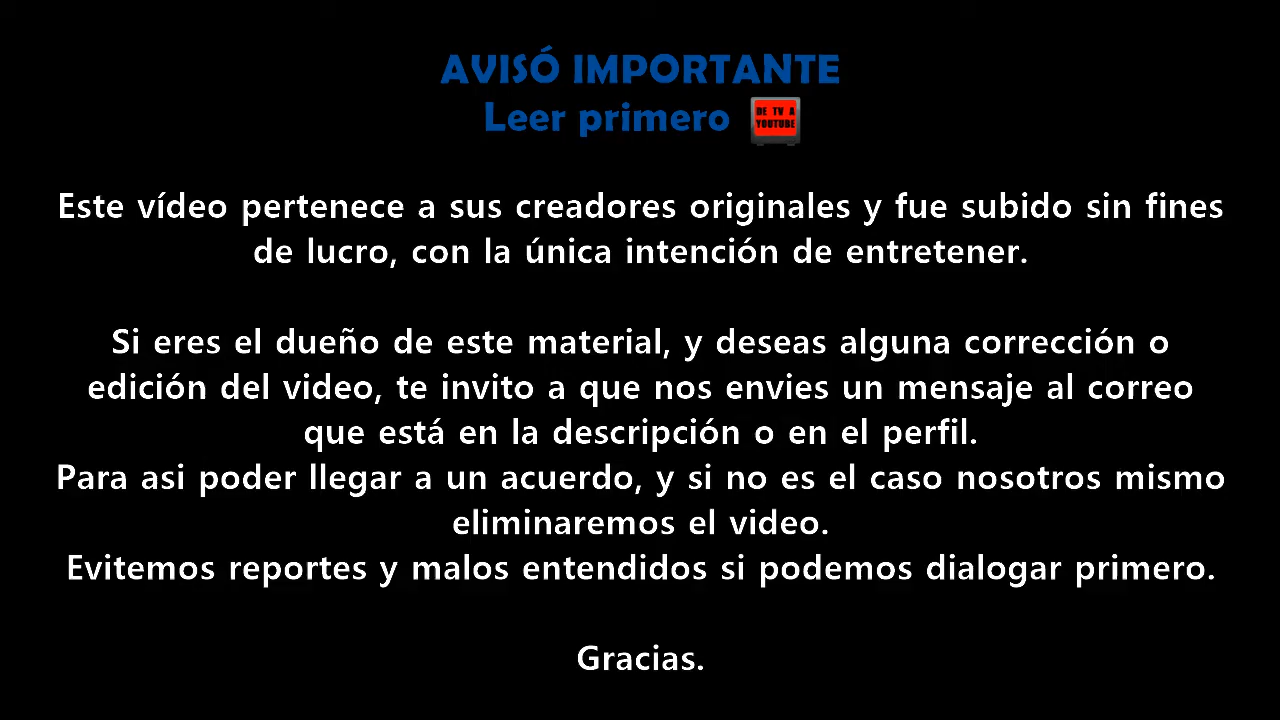 AVISÓ IMPORTANTE
Leer primero
DE TV A
YOUTUBE
Este vídeo pertenece a sus creadores originales y fue subido sin fines
de lucro, con la única intención de entretener.
Si eres el dueño de este material, y deseas alguna corrección o
edición del video, te invito a que nos envies un mensaje al correo
que está en la descripción o en el perfil.
Para asi poder llegar a un acuerdo, y si no es el caso nosotros mismo
eliminaremos el video.
Evitemos reportes y malos entendidos si podemos dialogar primero.
Gracias.